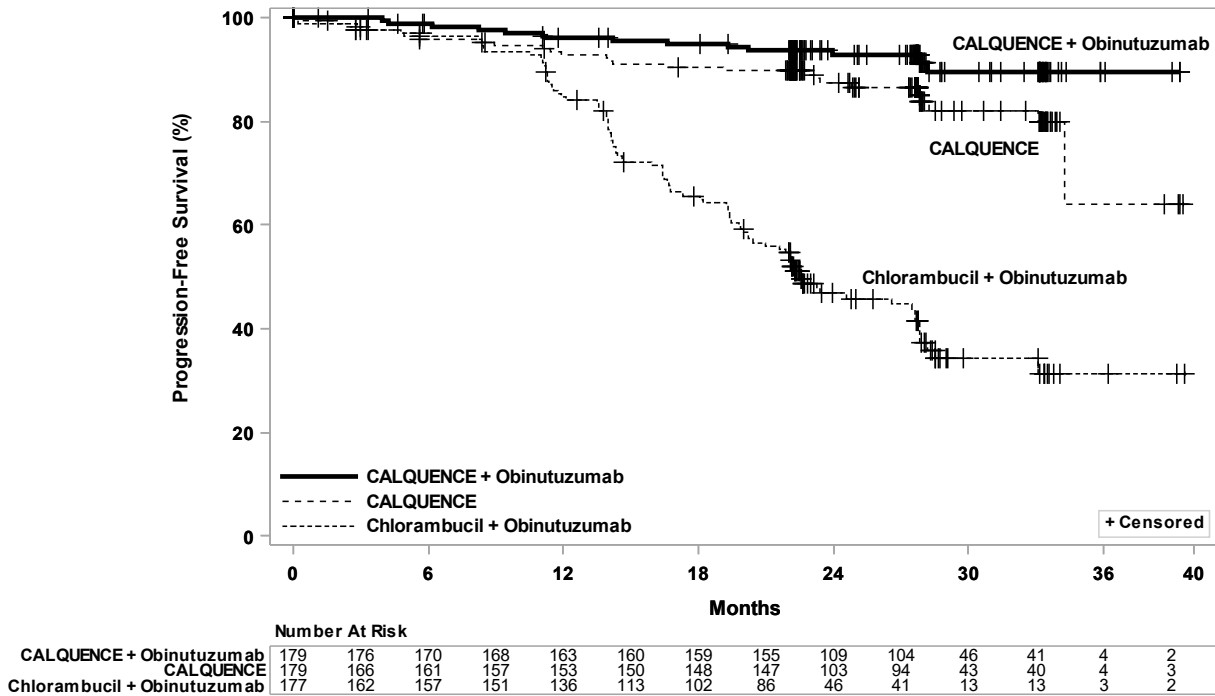 Progression-Free Survival (%)
100
80
60
40
20
0
CALQUENCE + Obinutuzumab
CALQUENCE
Chlorambucil + Obinutuzumab
CALQUENCE + Obinutuzumab
CALQUENCE
Chlorambucil + Obinutuzumab
+ Censored
0 6 12 18 24 30 36 40
Months
Number At Risk
CALQUENCE + Obinutuzumab 179 176 170 168 163 160 159 155 109 104 46 41 4 2
CALQUENCE 179 166 161 157 153 150 148 147 103 94 43 40 4 3
Chlorambucil + Obinutuzumab 177 162 157 151 136 113 102 86 46 41 13 13 3 2